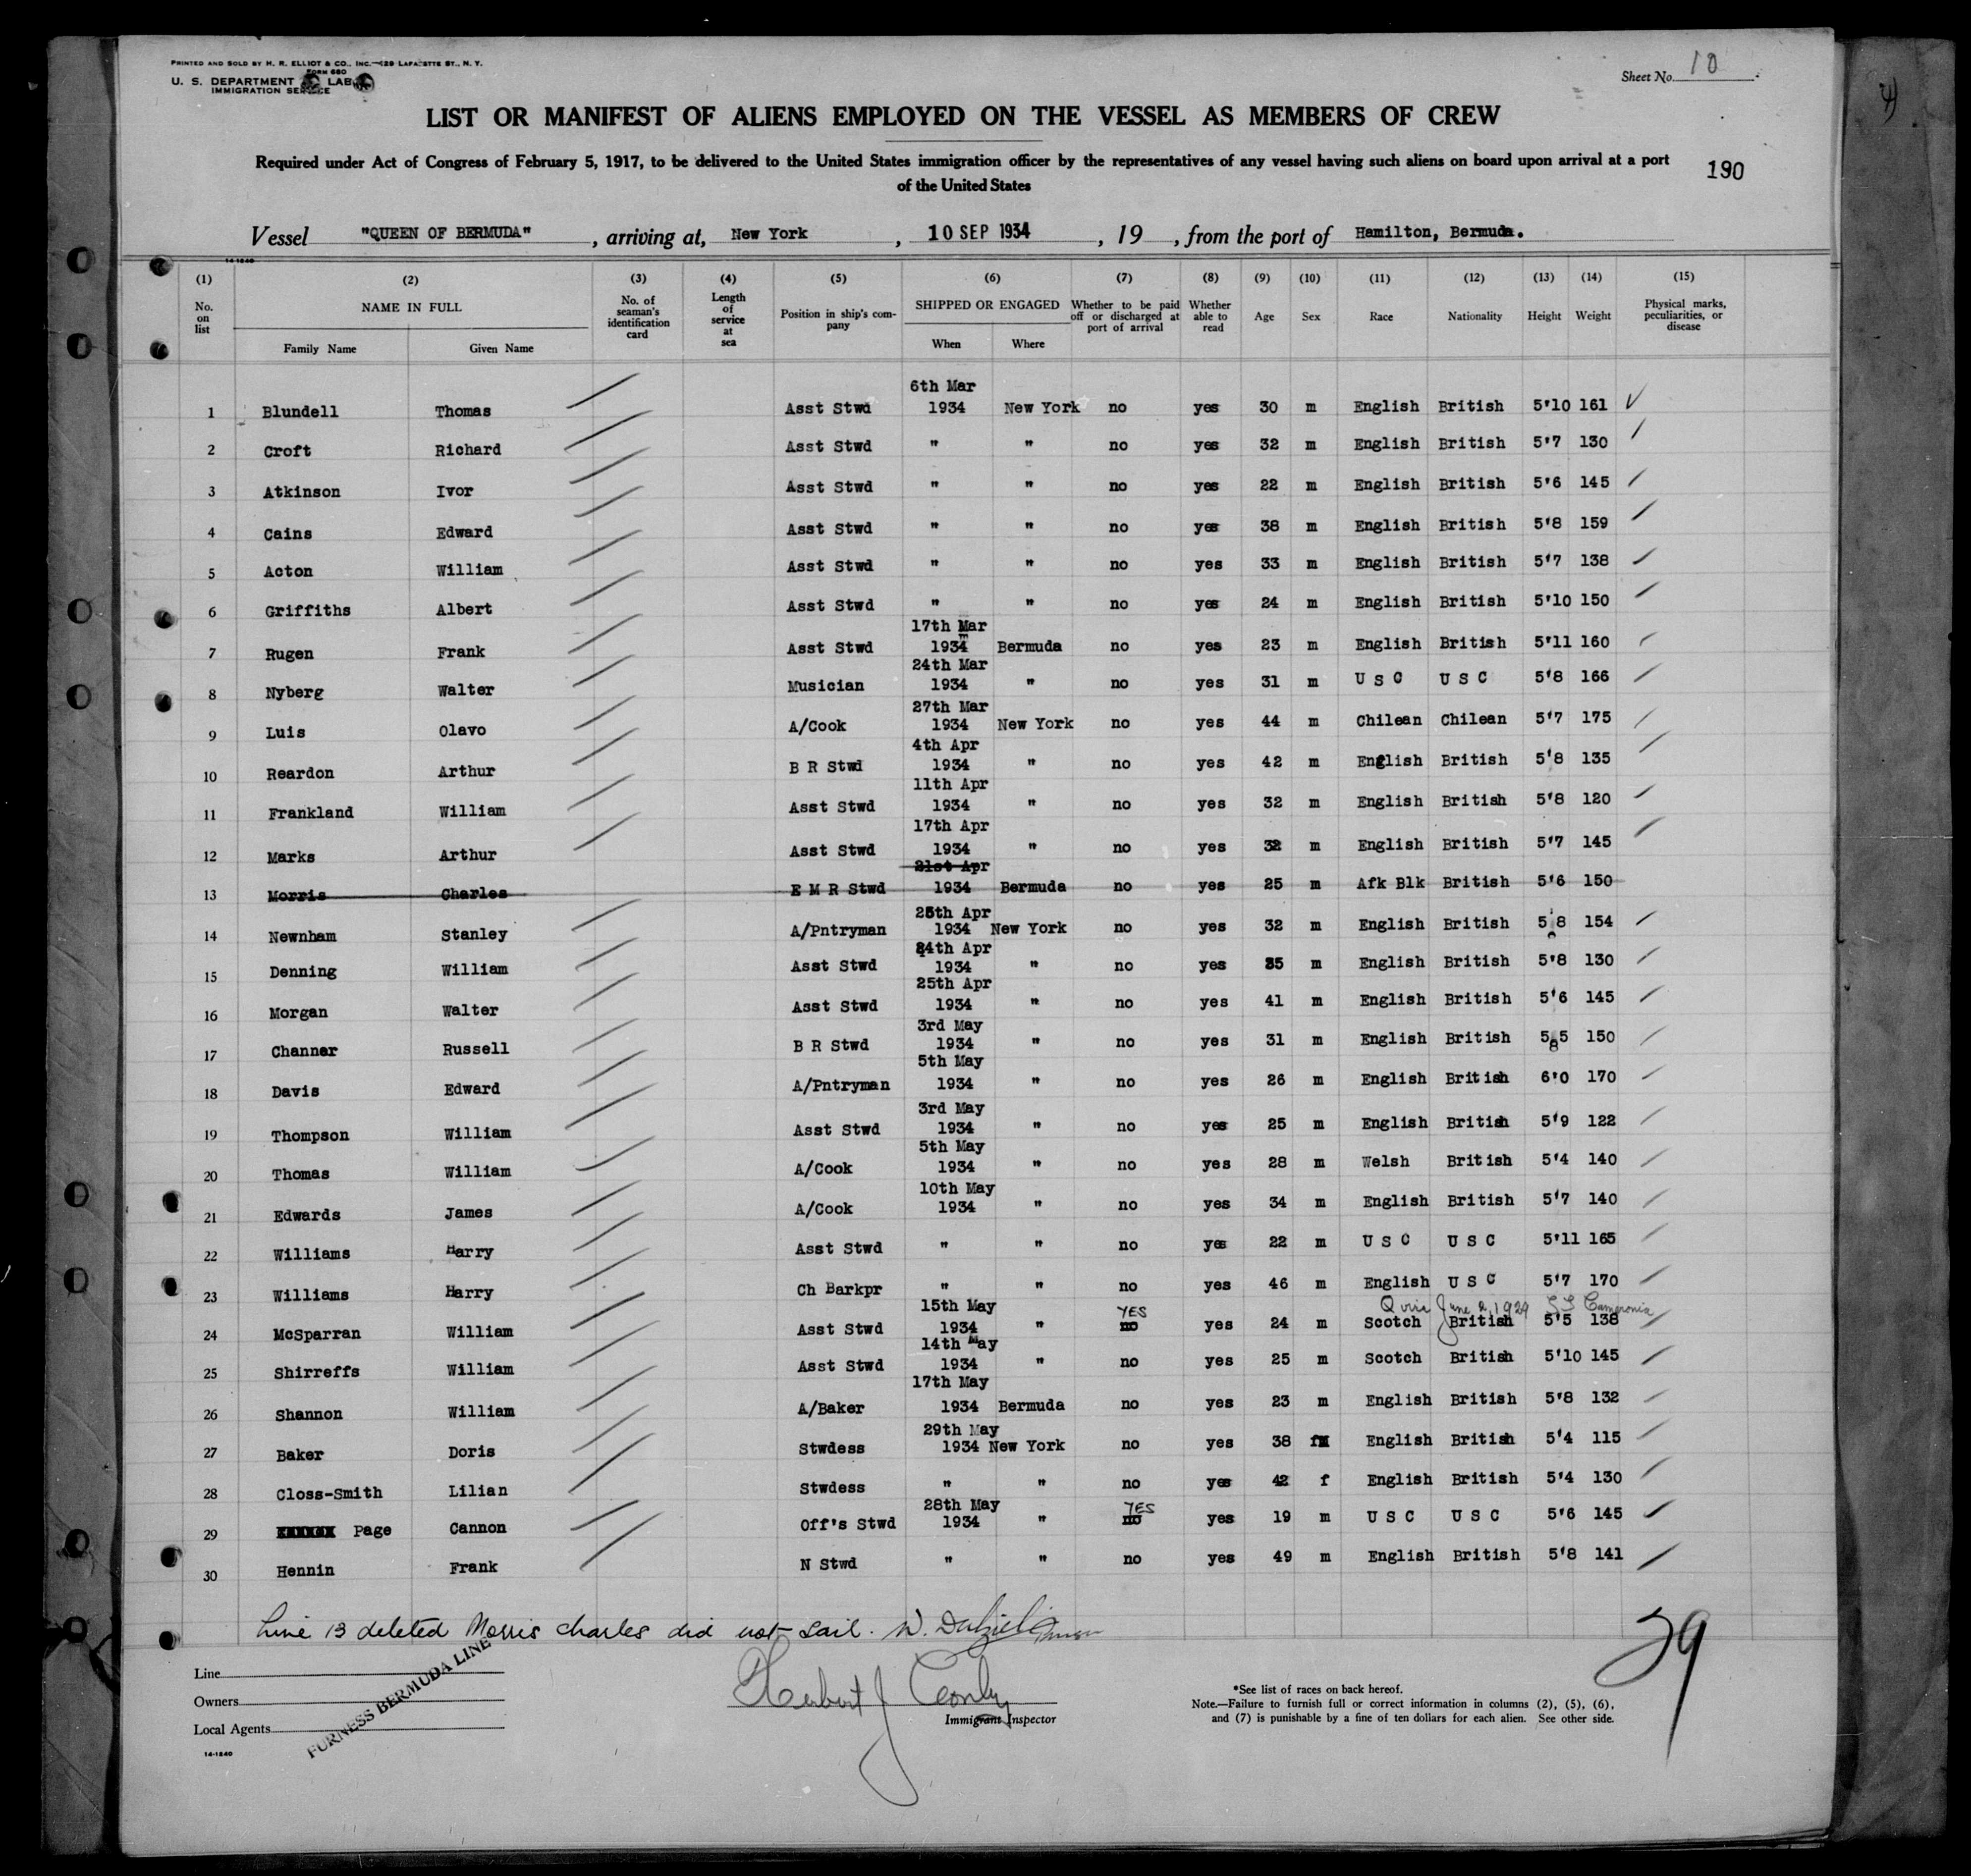 PRINTED AND SOLD BY H. R. ELLIOT & CO., INC.—129 LAFAYETTE ST., N. Y.
FORM 680
U. S. DEPARTMENT LAB
IMMIGRATION SERVICE
Sheet No. 10
LIST OR MANIFEST OF ALIENS EMPLOYED ON THE VESSEL AS MEMBERS OF CREW
Required under Act of Congress of February 5, 1917, to be delivered to the United States immigration officer by the representatives of any vessel having such aliens on board upon arrival at a port
of the United States
190
Vessel "QUEEN OF BERMUDA" , arriving at, New York , 10 SEP 1934 , 19 , from the port of Hamilton, Bermuda.
14-1240
(1) (2) (3) (4) (5) (6) (7) (8) (9) (10) (11) (12) (13) (14) (15)
No. on list NAME IN FULL Family Name Given Name No. of seaman's identification card Length of service at sea Position in ship's company SHIPPED OR ENGAGED When Where Whether to be paid off or discharged at port of arrival Whether able to read Age Sex Race Nationality Height Weight Physical marks, peculiarities, or disease
6th Mar
1 Blundell Thomas Asst Stwd 1934 New York no yes 30 m English British 5'10 161
2 Croft Richard Asst Stwd " " no yes 32 m English British 5'7 130
3 Atkinson Ivor Asst Stwd " " no yes 22 m English British 5'6 145
4 Cains Edward Asst Stwd " " no yes 38 m English British 5'8 159
5 Acton William Asst Stwd " " no yes 33 m English British 5'7 138
6 Griffiths Albert Asst Stwd " " no yes 24 m English British 5'10 150
17th Mar
7 Rugen Frank Asst Stwd 1934 Bermuda no yes 23 m English British 5'11 160
24th Mar
8 Nyberg Walter Musician 1934 " no yes 31 m U S C U S C 5'8 166
27th Mar
9 Luis Olavo A/Cook 1934 New York no yes 44 m Chilean Chilean 5'7 175
4th Apr
10 Reardon Arthur B R Stwd 1934 " no yes 42 m English British 5'8 135
11th Apr
11 Frankland William Asst Stwd 1934 " no yes 32 m English British 5'8 120
17th Apr
12 Marks Arthur Asst Stwd 1934 " no yes 32 m English British 5'7 145
21st Apr
13 Morris Charles E M R Stwd 1934 Bermuda no yes 25 m Afk Blk British 5'6 150
25th Apr
14 Newnham Stanley A/Pntryman 1934 New York no yes 32 m English British 5 8 154
24th Apr
15 Denning William Asst Stwd 1934 " no yes 35 m English British 5'8 130
25th Apr
16 Morgan Walter Asst Stwd 1934 " no yes 41 m English British 5'6 145
3rd May
17 Channer Russell B R Stwd 1934 " no yes 31 m English British 5 5 150
5th May
18 Davis Edward A/Pntryman 1934 " no yes 26 m English British 6'0 170
3rd May
19 Thompson William Asst Stwd 1934 " no yes 25 m English British 5'9 122
5th May
20 Thomas William A/Cook 1934 " no yes 28 m Welsh British 5'4 140
10th May
21 Edwards James A/Cook 1934 " no yes 34 m English British 5'7 140
22 Williams Harry Asst Stwd " " no yes 22 m U S C U S C 5'11 165
23 Williams Harry Ch Barkpr " " no yes 46 m English U S C 5'7 170
15th May YES June 2, 1929 SS Cameronia
24 McSparran William Asst Stwd 1934 " no yes 24 m Scotch British 5'5 138
14th May
25 Shirreffs William Asst Stwd 1934 " no yes 25 m Scotch British 5'10 145
17th May
26 Shannon William A/Baker 1934 Bermuda no yes 23 m English British 5'8 132
29th May
27 Baker Doris Stwdess 1934 New York no yes 38 f English British 5'4 115
28 Closs-Smith Lilian Stwdess " " no yes 42 f English British 5'4 130
28th May YES
29 Page Cannon Off's Stwd 1934 " no yes 19 m U S C U S C 5'6 145
30 Hennin Frank N Stwd " " no yes 49 m English British 5'8 141
Line 13 deleted Morris Charles did not sail. W. Dalziel
29
Line
Owners
Local Agents
FURNESS BERMUDA LINE
14-1240
Herbert J Conley
Immigrant Inspector
*See list of races on back hereof.
Note.—Failure to furnish full or correct information in columns (2), (5), (6),
and (7) is punishable by a fine of ten dollars for each alien. See other side.